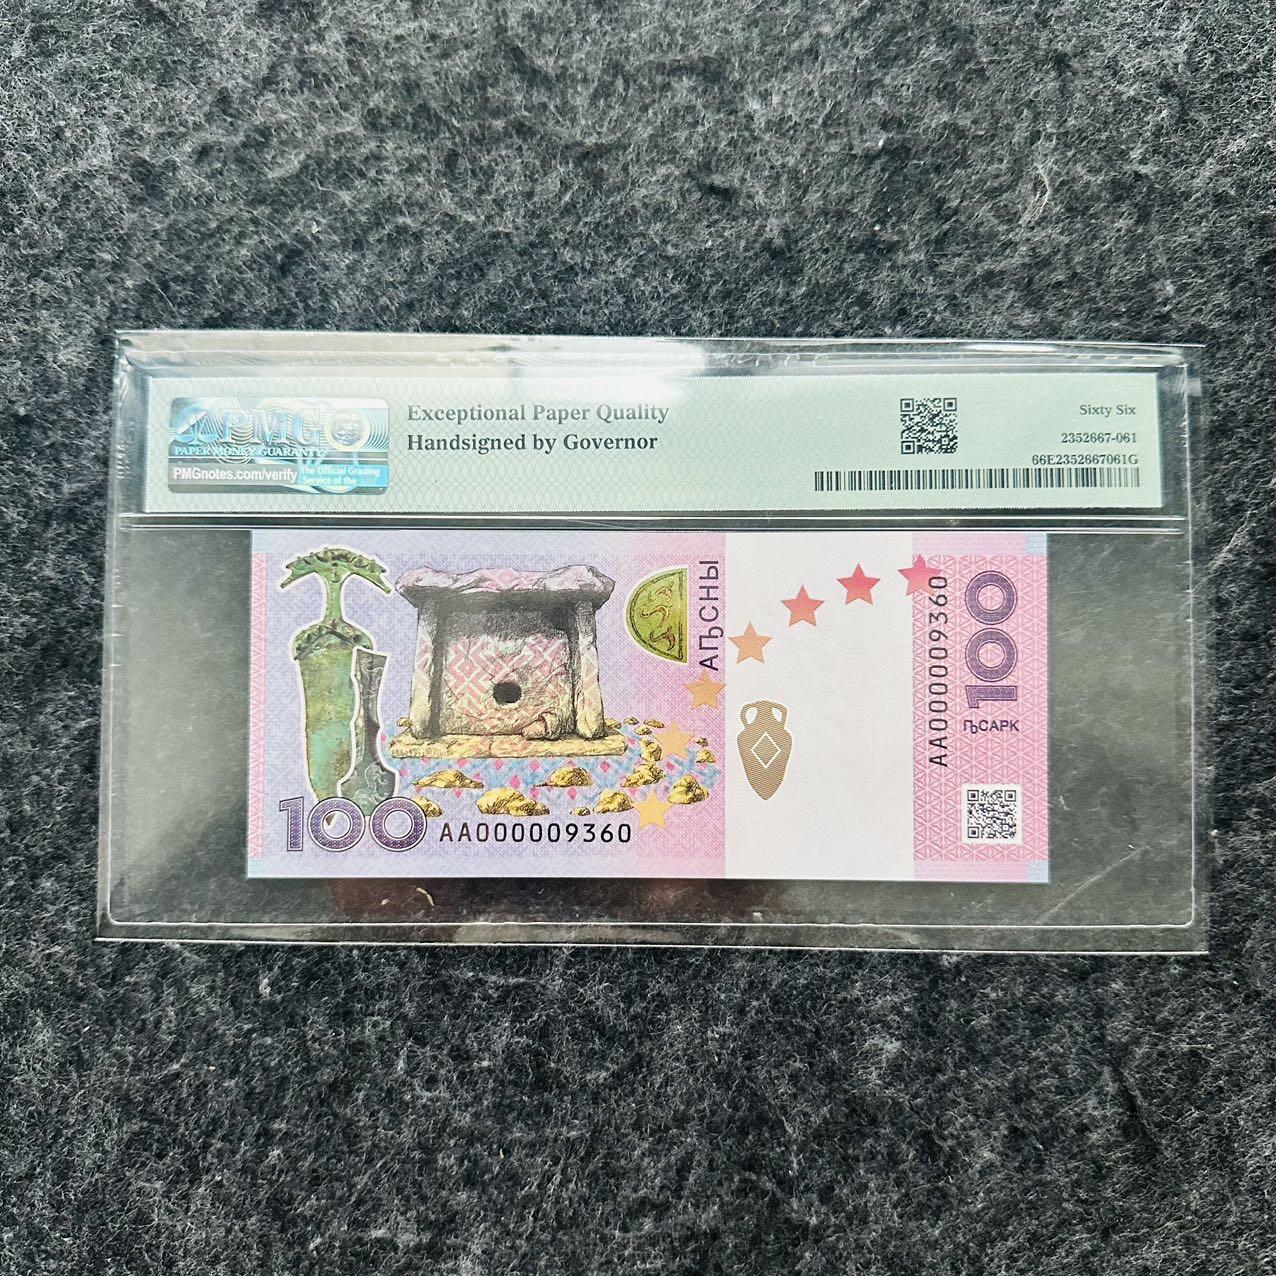 PMG
PAPER MONEY GUARANTY
PMGnotes.com/verify
The Official Grading
Service of the
Exceptional Paper Quality
Handsigned by Governor
Sixty Six
2352667-061
66E2352667061G
АҦСНЫ
100
AA000009360
AA000009360
100
ҦСАРК